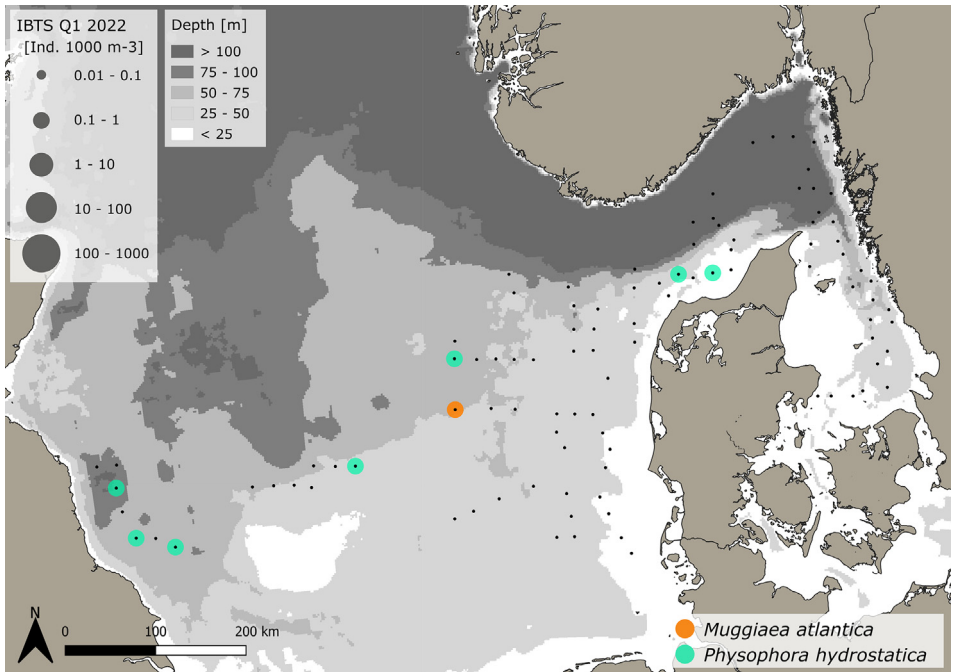 IBTS Q1 2022
[Ind. 1000 m-3]
0.01 - 0.1
0.1 - 1
1 - 10
10 - 100
100 - 1000
Depth [m]
> 100
75 - 100
50 - 75
25 - 50
< 25
N
0 100 200 km
Muggiaea atlantica
Physophora hydrostatica